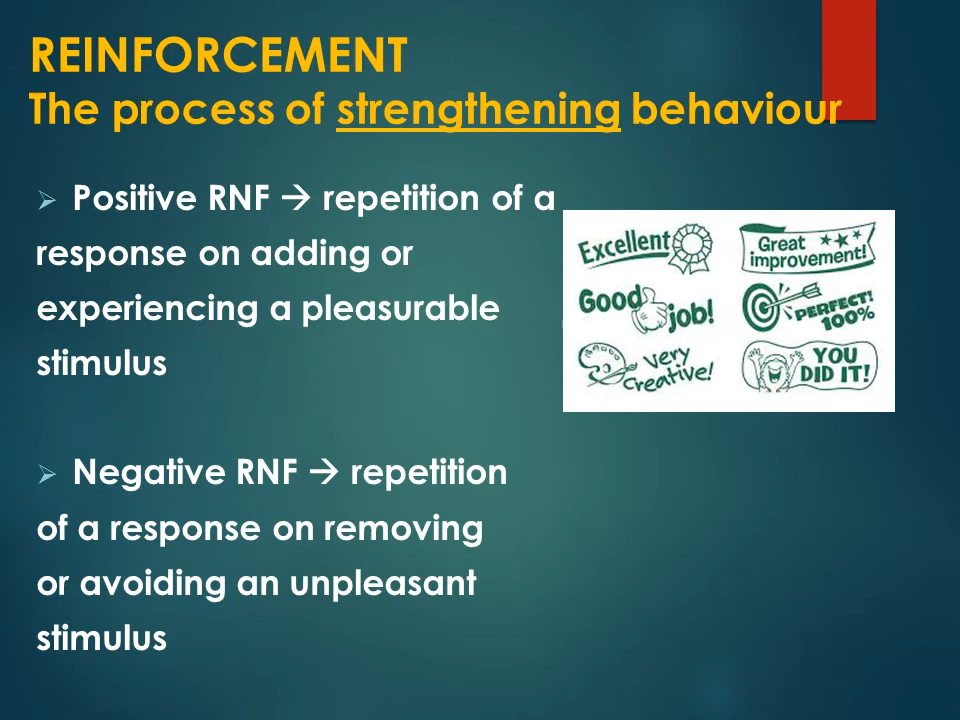 REINFORCEMENT
The process of strengthening behaviour
➢ Positive RNF → repetition of a
response on adding or
experiencing a pleasurable
stimulus
Excellent
Great
improvement!
Good
job!
PERFECT!
100%
Very
Creative!
YOU
DID IT!
➢ Negative RNF → repetition
of a response on removing
or avoiding an unpleasant
stimulus